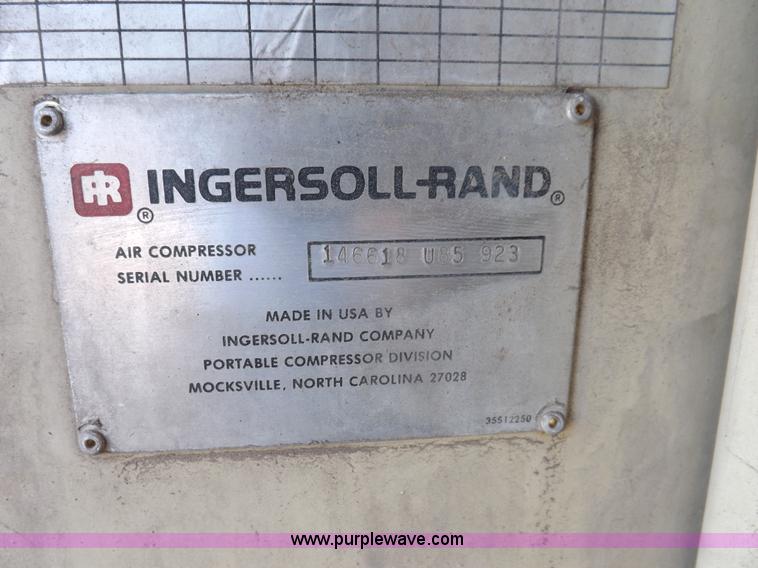 IR INGERSOLL-RAND®
®
AIR COMPRESSOR
SERIAL NUMBER ...... 146618 U85 923
MADE IN USA BY
INGERSOLL-RAND COMPANY
PORTABLE COMPRESSOR DIVISION
MOCKSVILLE, NORTH CAROLINA 27028
35512250
www.purplewave.com